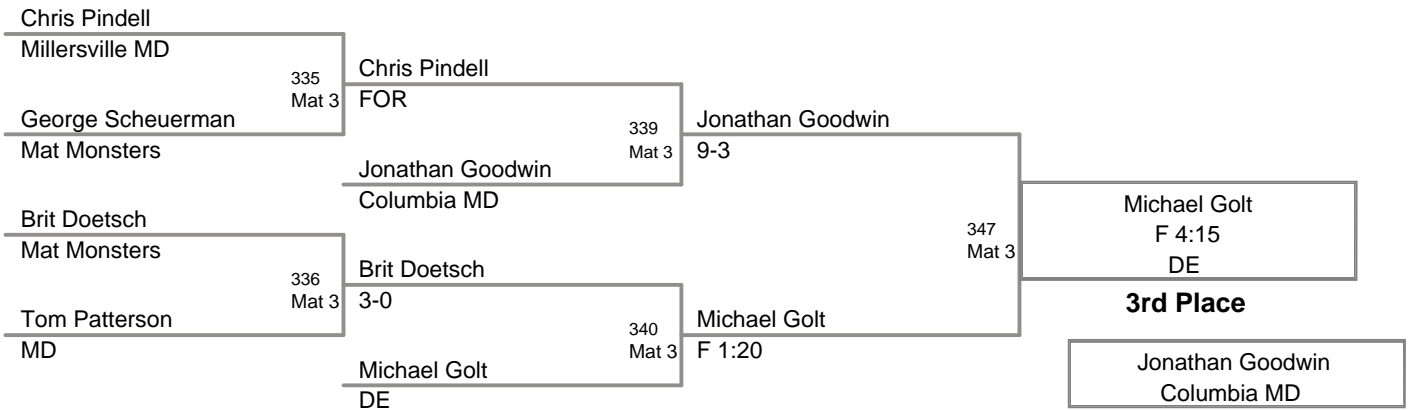 Chris Pindell
Millersville MD
335
Mat 3
Chris Pindell
FOR
George Scheuerman
Mat Monsters
339
Mat 3
Jonathan Goodwin
9-3
Jonathan Goodwin
Columbia MD
Brit Doetsch
Mat Monsters
336
Mat 3
Brit Doetsch
3-0
Tom Patterson
MD
340
Mat 3
Michael Golt
F 1:20
Michael Golt
DE
347
Mat 3
Michael Golt
F 4:15
DE
3rd Place
Jonathan Goodwin
Columbia MD